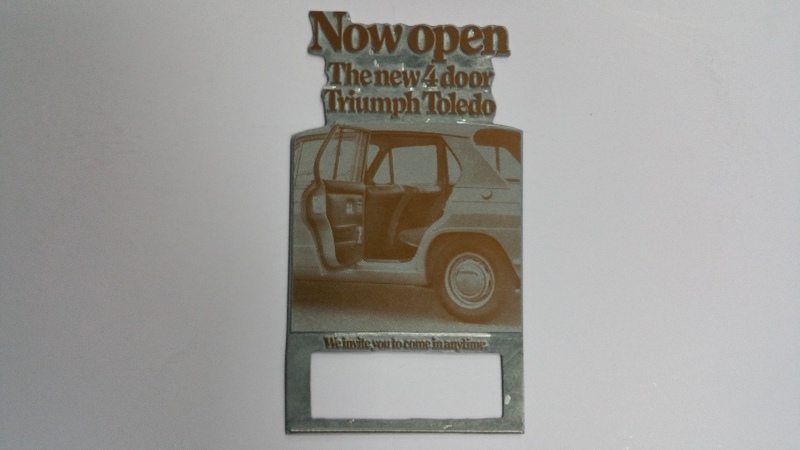 Now open
The new 4 door
Triumph Toledo
We invite you to come in anytime.